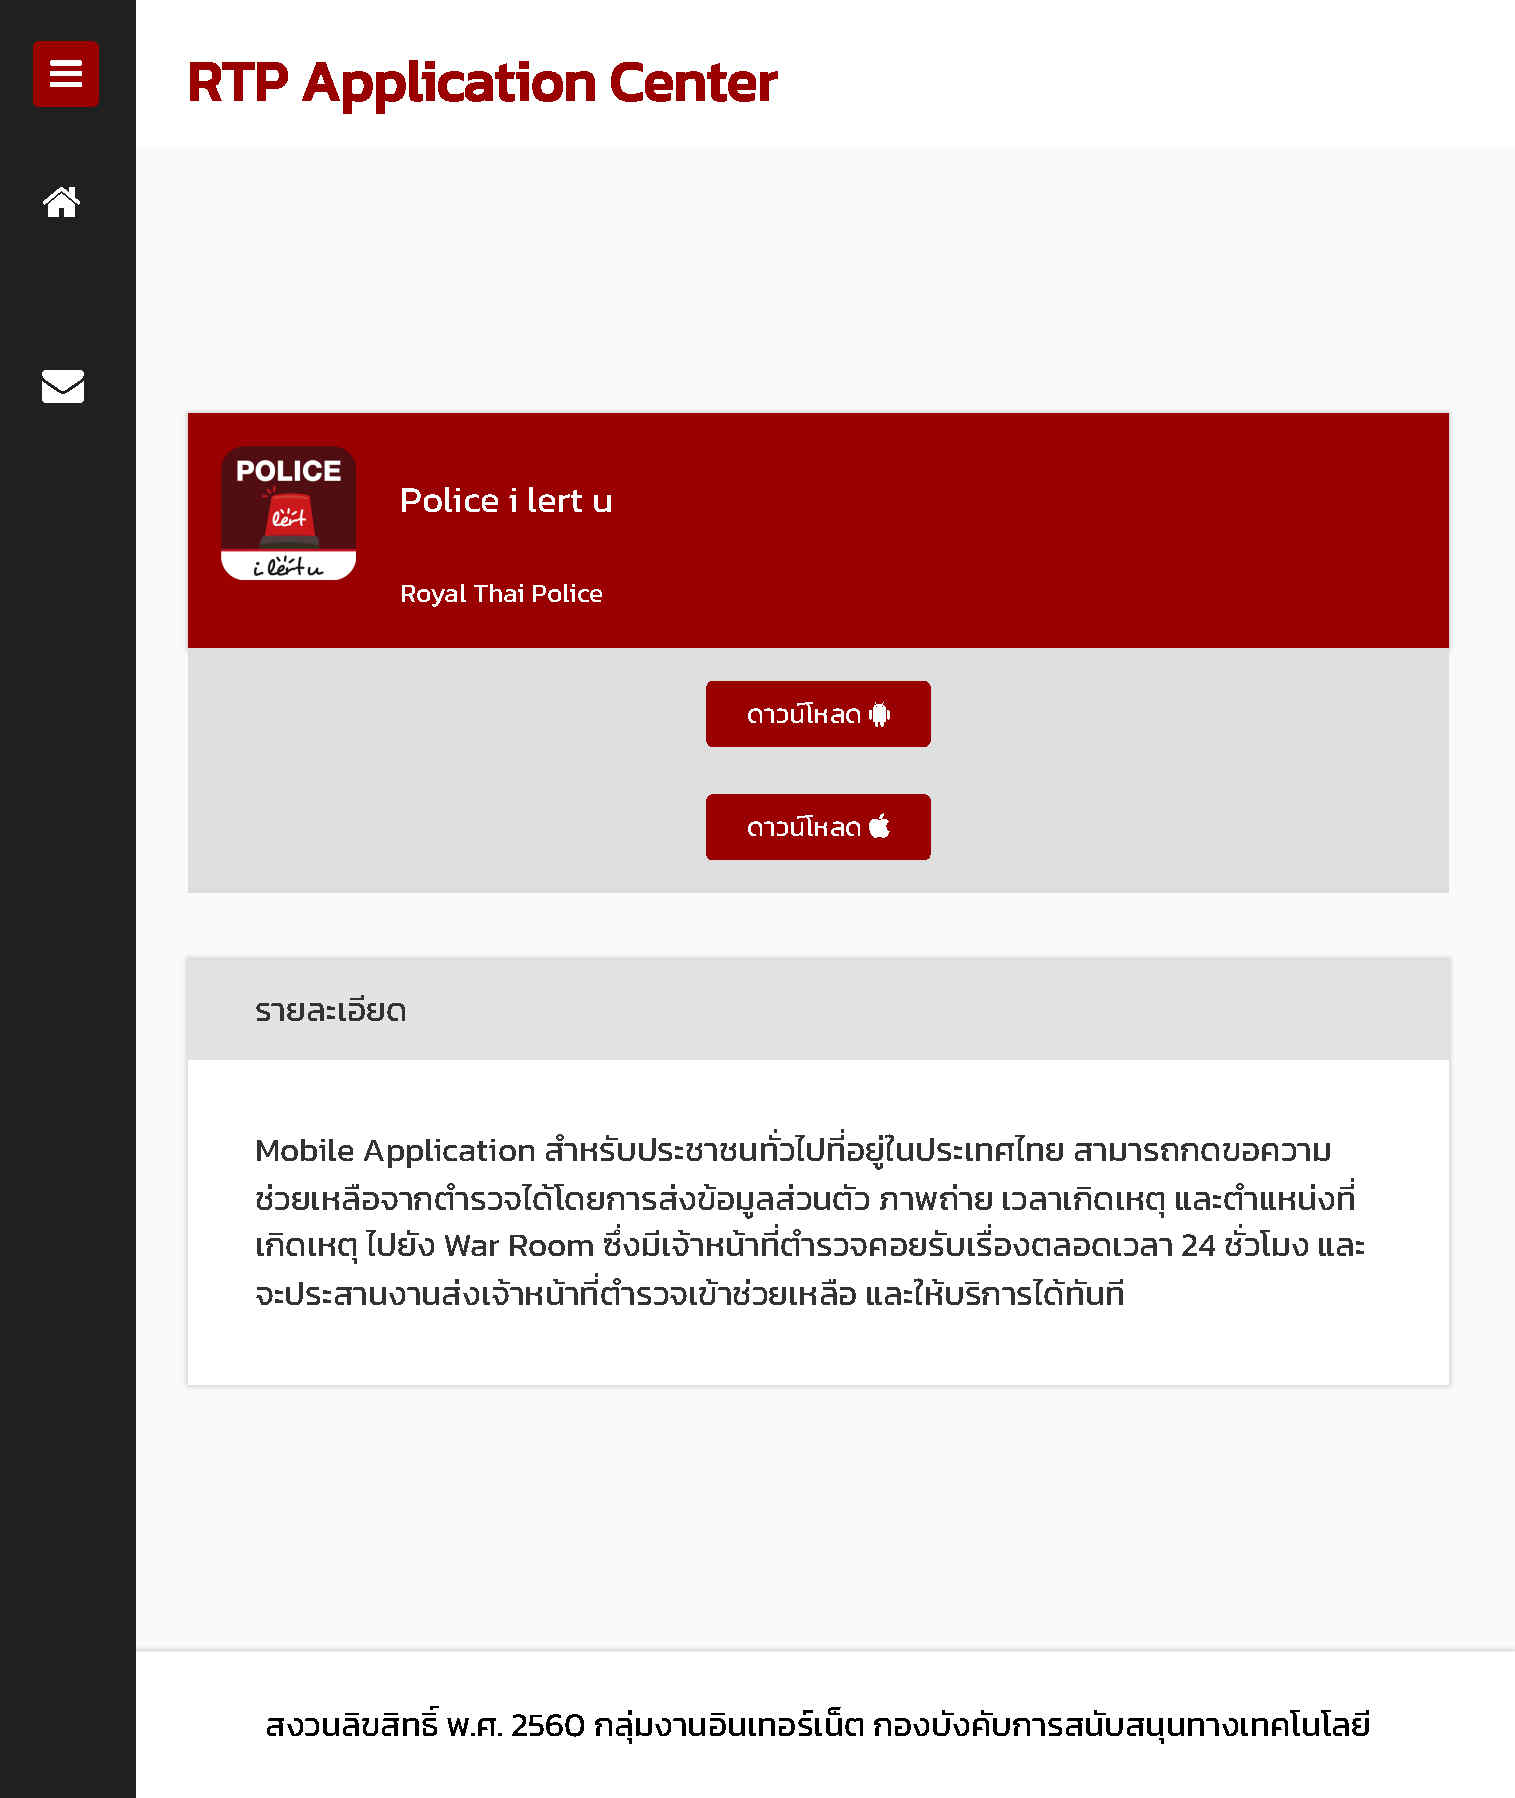 RTP Application Center
POLICE
lert
i lert u
Police i lert u
Royal Thai Police
ดาวน์โหลด
ดาวน์โหลด
รายละเอียด
Mobile Application สำหรับประชาชนทั่วไปที่อยู่ในประเทศไทย สามารถกดขอความ
ช่วยเหลือจากตำรวจได้โดยการส่งข้อมูลส่วนตัว ภาพถ่าย เวลาเกิดเหตุ และตำแหน่งที่
เกิดเหตุ ไปยัง War Room ซึ่งมีเจ้าหน้าที่ตำรวจคอยรับเรื่องตลอดเวลา 24 ชั่วโมง และ
จะประสานงานส่งเจ้าหน้าที่ตำรวจเข้าช่วยเหลือ และให้บริการได้ทันที
สงวนลิขสิทธิ์ พ.ศ. 2560 กลุ่มงานอินเทอร์เน็ต กองบังคับการสนับสนุนทางเทคโนโลยี